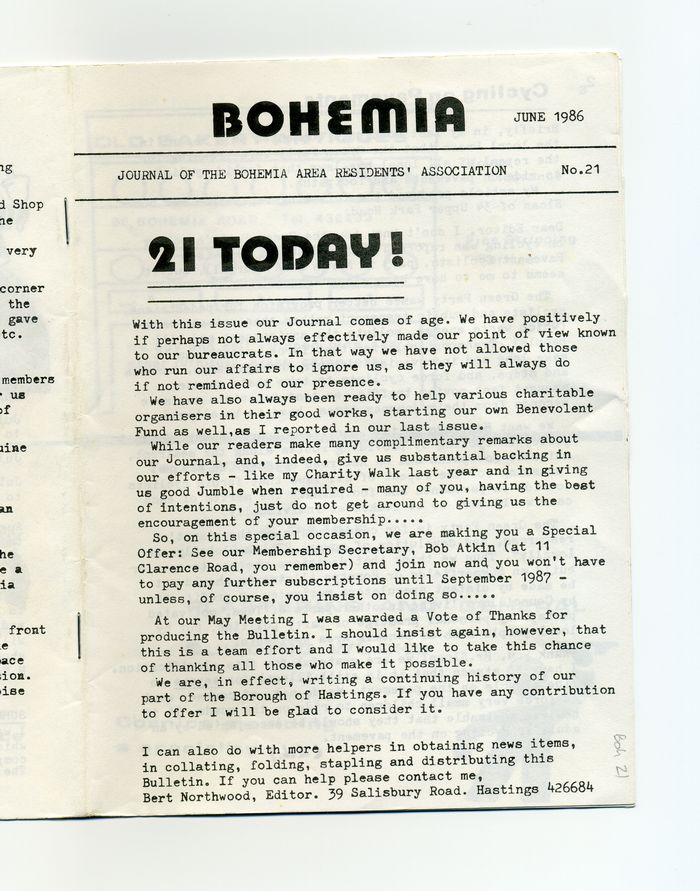 BOHEMIA
JUNE 1986
JOURNAL OF THE BOHEMIA AREA RESIDENTS' ASSOCIATION No.21
21 TODAY!
With this issue our Journal comes of age. We have positively
if perhaps not always effectively made our point of view known
to our bureaucrats. In that way we have not allowed those
who run our affairs to ignore us, as they will always do
if not reminded of our presence.
We have also always been ready to help various charitable
organisers in their good works, starting our own Benevolent
Fund as well,as I reported in our last issue.
While our readers make many complimentary remarks about
our Journal, and, indeed, give us substantial backing in
our efforts - like my Charity Walk last year and in giving
us good Jumble when required - many of you, having the best
of intentions, just do not get around to giving us the
encouragement of your membership.....
So, on this special occasion, we are making you a Special
Offer: See our Membership Secretary, Bob Atkin (at 11
Clarence Road, you remember) and join now and you won't have
to pay any further subscriptions until September 1987 -
unless, of course, you insist on doing so.....
At our May Meeting I was awarded a Vote of Thanks for
producing the Bulletin. I should insist again, however, that
this is a team effort and I would like to take this chance
of thanking all those who make it possible.
We are, in effect, writing a continuing history of our
part of the Borough of Hastings. If you have any contribution
to offer I will be glad to consider it.
I can also do with more helpers in obtaining news items,
in collating, folding, stapling and distributing this
Bulletin. If you can help please contact me,
Bert Northwood, Editor. 39 Salisbury Road. Hastings 426684
Boh 21
Shop
very
corner
the
gave
members
us
of
an
a
front